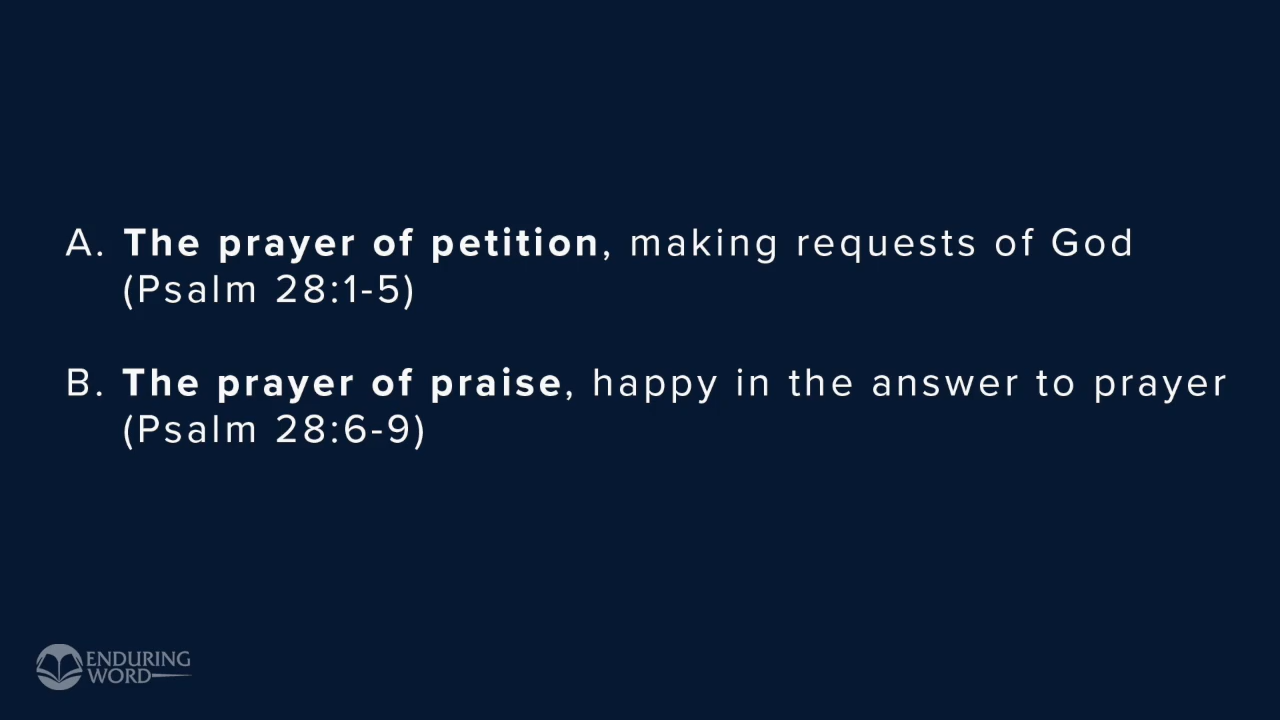 A. The prayer of petition, making requests of God
(Psalm 28:1-5)
B. The prayer of praise, happy in the answer to prayer
(Psalm 28:6-9)
ENDURING
WORD